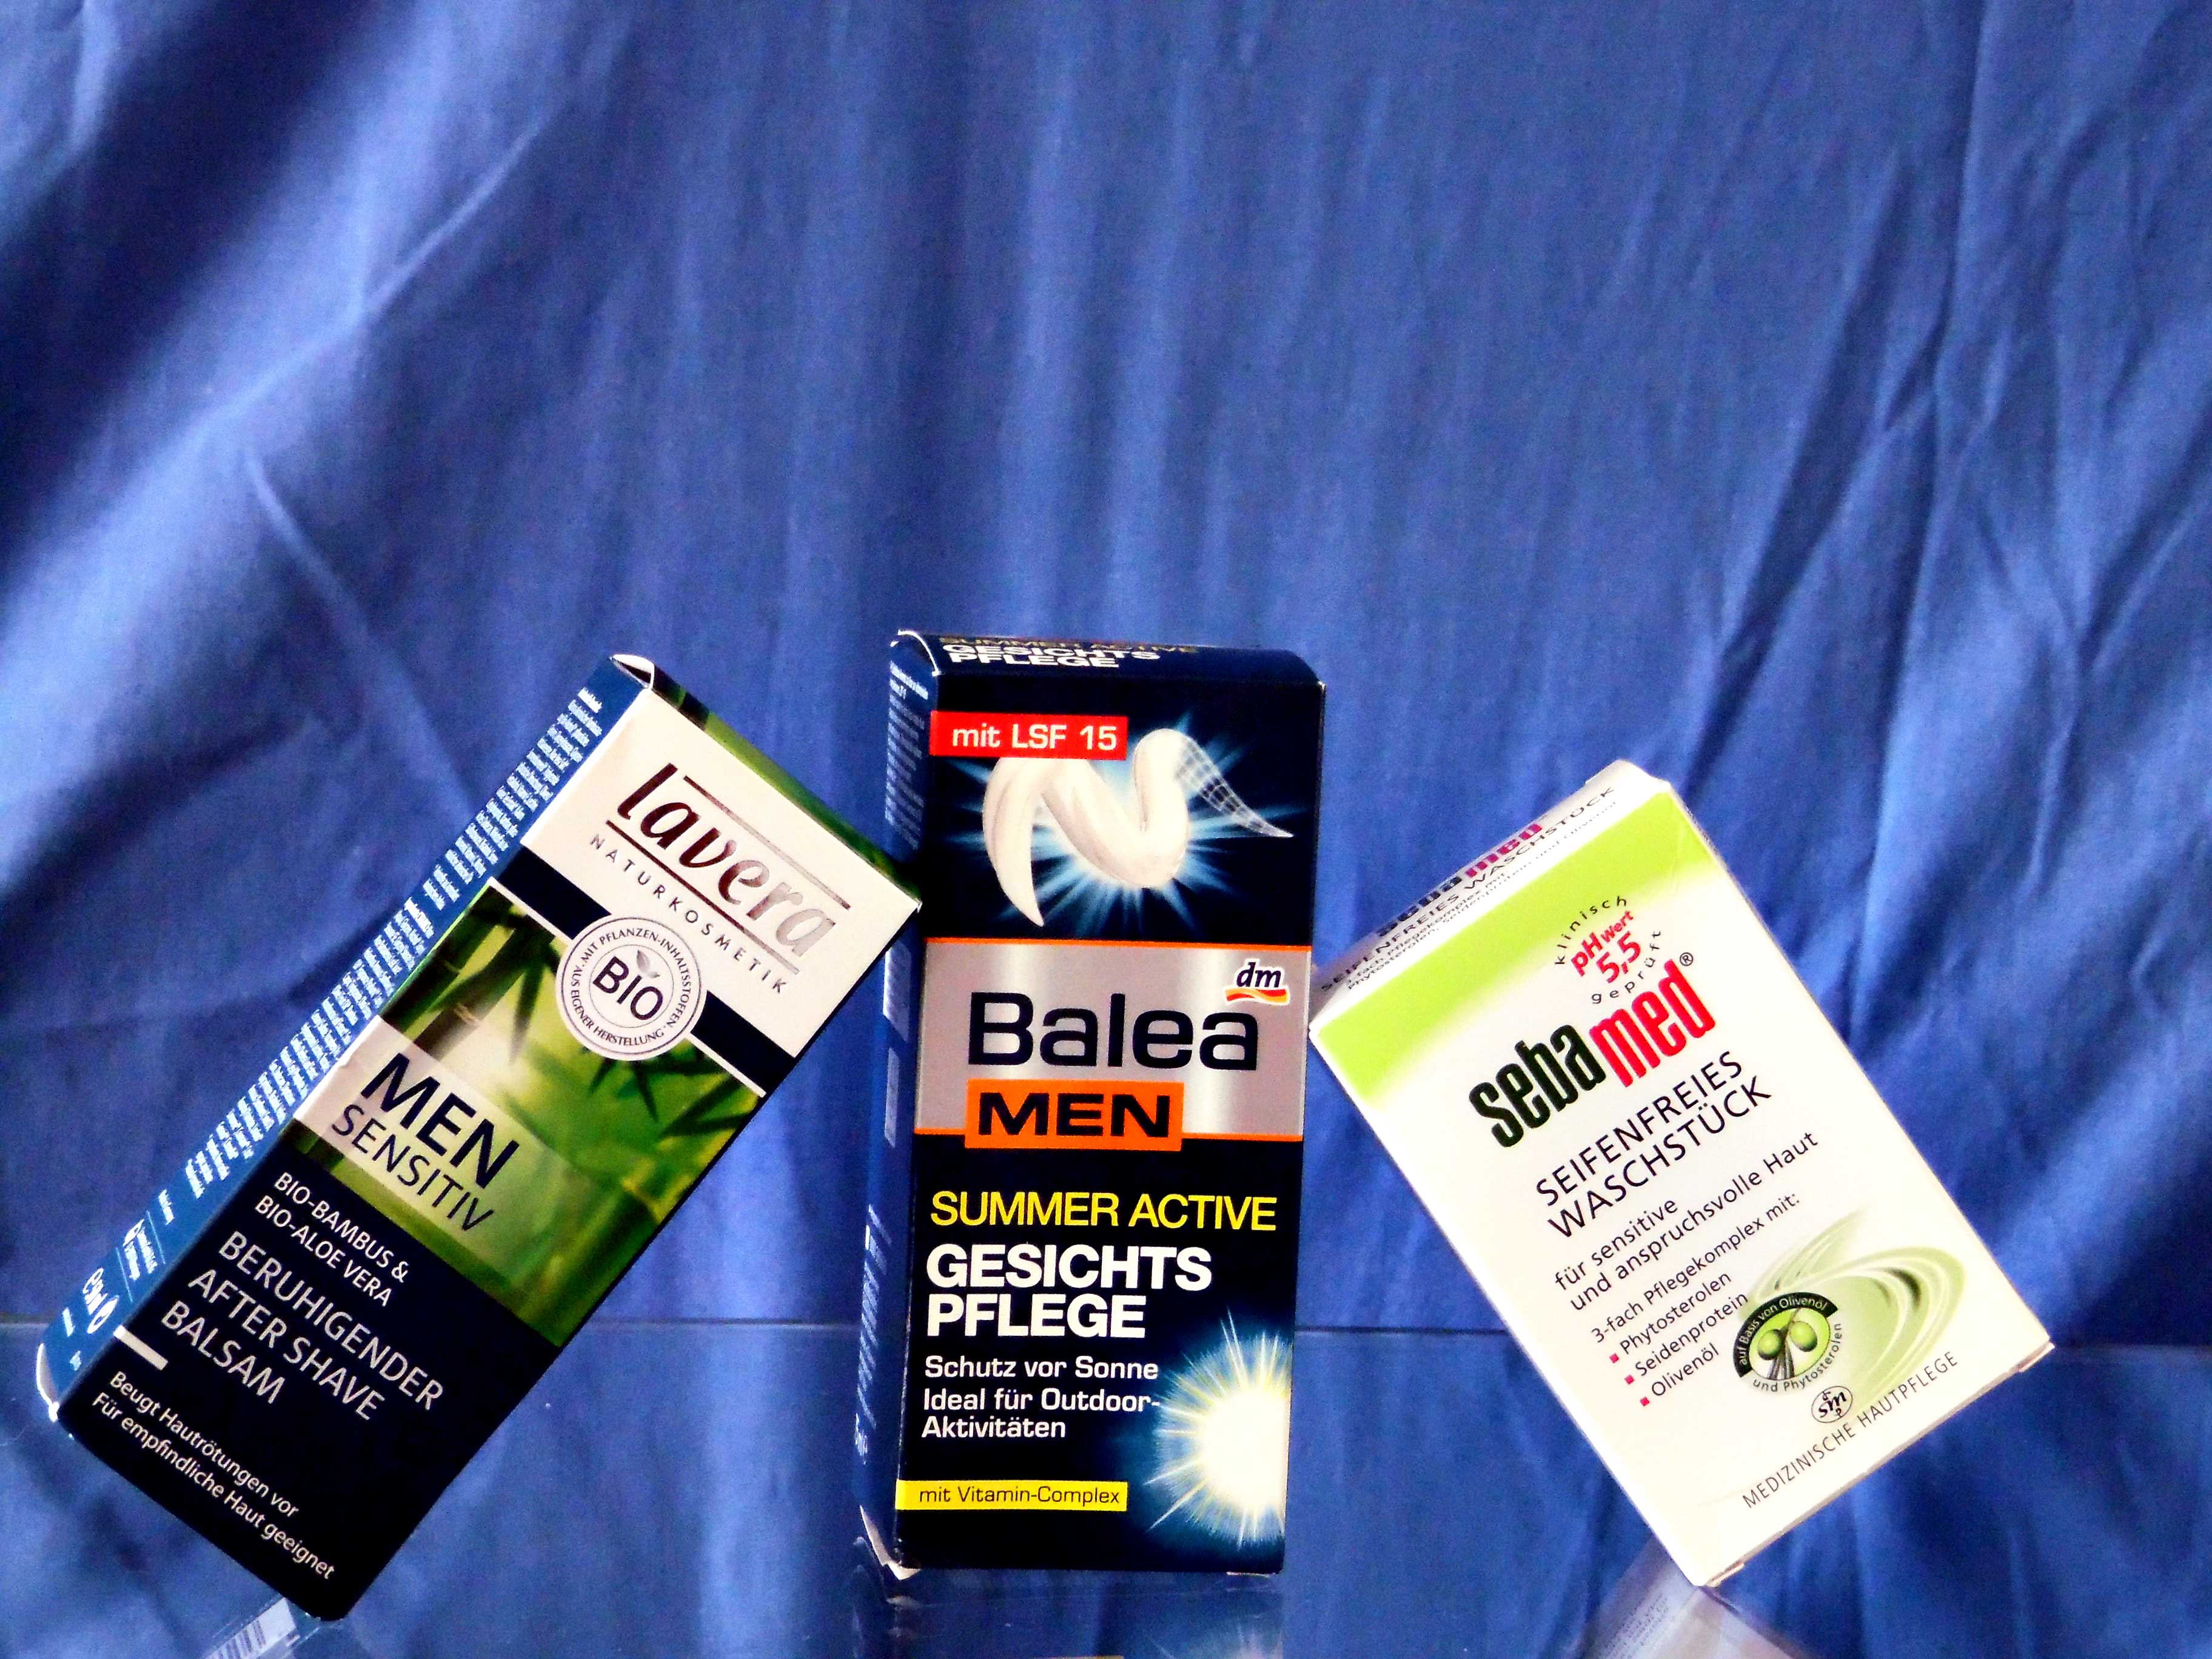 lavera
NATURKOSMETIK
MIT PFLANZEN-INHALTSSTOFFEN
BIO
AUS EIGENER HERSTELLUNG
MEN
SENSITIV
BIO-BAMBUS &
BIO-ALOE VERA
BERUHIGENDER
AFTER SHAVE
BALSAM
Beugt Hautrötungen vor
Für empfindliche Haut geeignet
SUMMER ACTIVE
GESICHTS
PFLEGE
mit LSF 15
dm
Balea
MEN
SUMMER ACTIVE
GESICHTS
PFLEGE
Schutz vor Sonne
Ideal für Outdoor-
Aktivitäten
mit Vitamin-Complex
sebamed
SEIFENFREIES WASCHSTÜCK
klinisch
pH Wert
5,5
geprüft
sebamed®
SEIFENFREIES
WASCHSTÜCK
für sensitive
und anspruchsvolle Haut
3-fach Pflegekomplex mit:
Phytosterolen
Seidenprotein
Olivenöl
auf Basis von Olivenöl
und Phytosterolen
MEDIZINISCHE HAUTPFLEGE